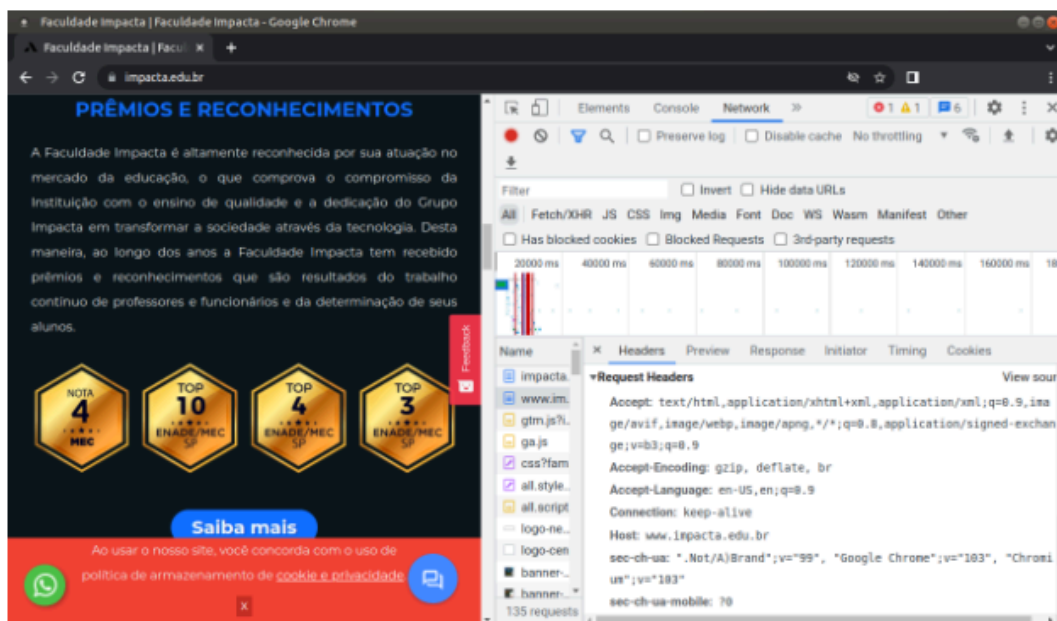 Faculdade Impacta | Faculdade Impacta - Google Chrome
Faculdade Impacta | Facul
impacta.edu.br
PRÊMIOS E RECONHECIMENTOS
A Faculdade Impacta é altamente reconhecida por sua atuação no
mercado da educação, o que comprova o compromisso da
Instituição com o ensino de qualidade e a dedicação do Grupo
Impacta em transformar a sociedade através da tecnologia. Desta
maneira, ao longo dos anos a Faculdade Impacta tem recebido
prêmios e reconhecimentos que são resultados do trabalho
contínuo de professores e funcionários e da determinação de seus
alunos.
Feedback
NOTA
4
MEC
TOP
10
ENADE/MEC
SP
TOP
4
ENADE/MEC
SP
TOP
3
ENADE/MEC
SP
Saiba mais
Ao usar o nosso site, você concorda com o uso de
política de armazenamento de cookie e privacidade
X
Elements Console Network 1 1 6
Preserve log Disable cache No throttling
Filter Invert Hide data URLs
All Fetch/XHR JS CSS Img Media Font Doc WS Wasm Manifest Other
Has blocked cookies Blocked Requests 3rd-party requests
20000 ms 40000 ms 60000 ms 80000 ms 100000 ms 120000 ms 140000 ms 160000 ms 18
Name
impacta.
www.im.
gtm.js?i..
ga.js
css?fam
all.style..
all.script
logo-ne..
logo-cen
banner-..
banner-..
135 requests
Headers Preview Response Initiator Timing Cookies
Request Headers View sour
Accept: text/html,application/xhtml+xml,application/xml;q=0.9,ima
ge/avif,image/webp,image/apng,*/*;q=0.8,application/signed-exchan
ge;v=b3;q=0.9
Accept-Encoding: gzip, deflate, br
Accept-Language: en-US,en;q=0.9
Connection: keep-alive
Host: www.impacta.edu.br
sec-ch-ua: ".Not/A)Brand";v="99", "Google Chrome";v="103", "Chromi
um";v="103"
sec-ch-ua-mobile: ?0